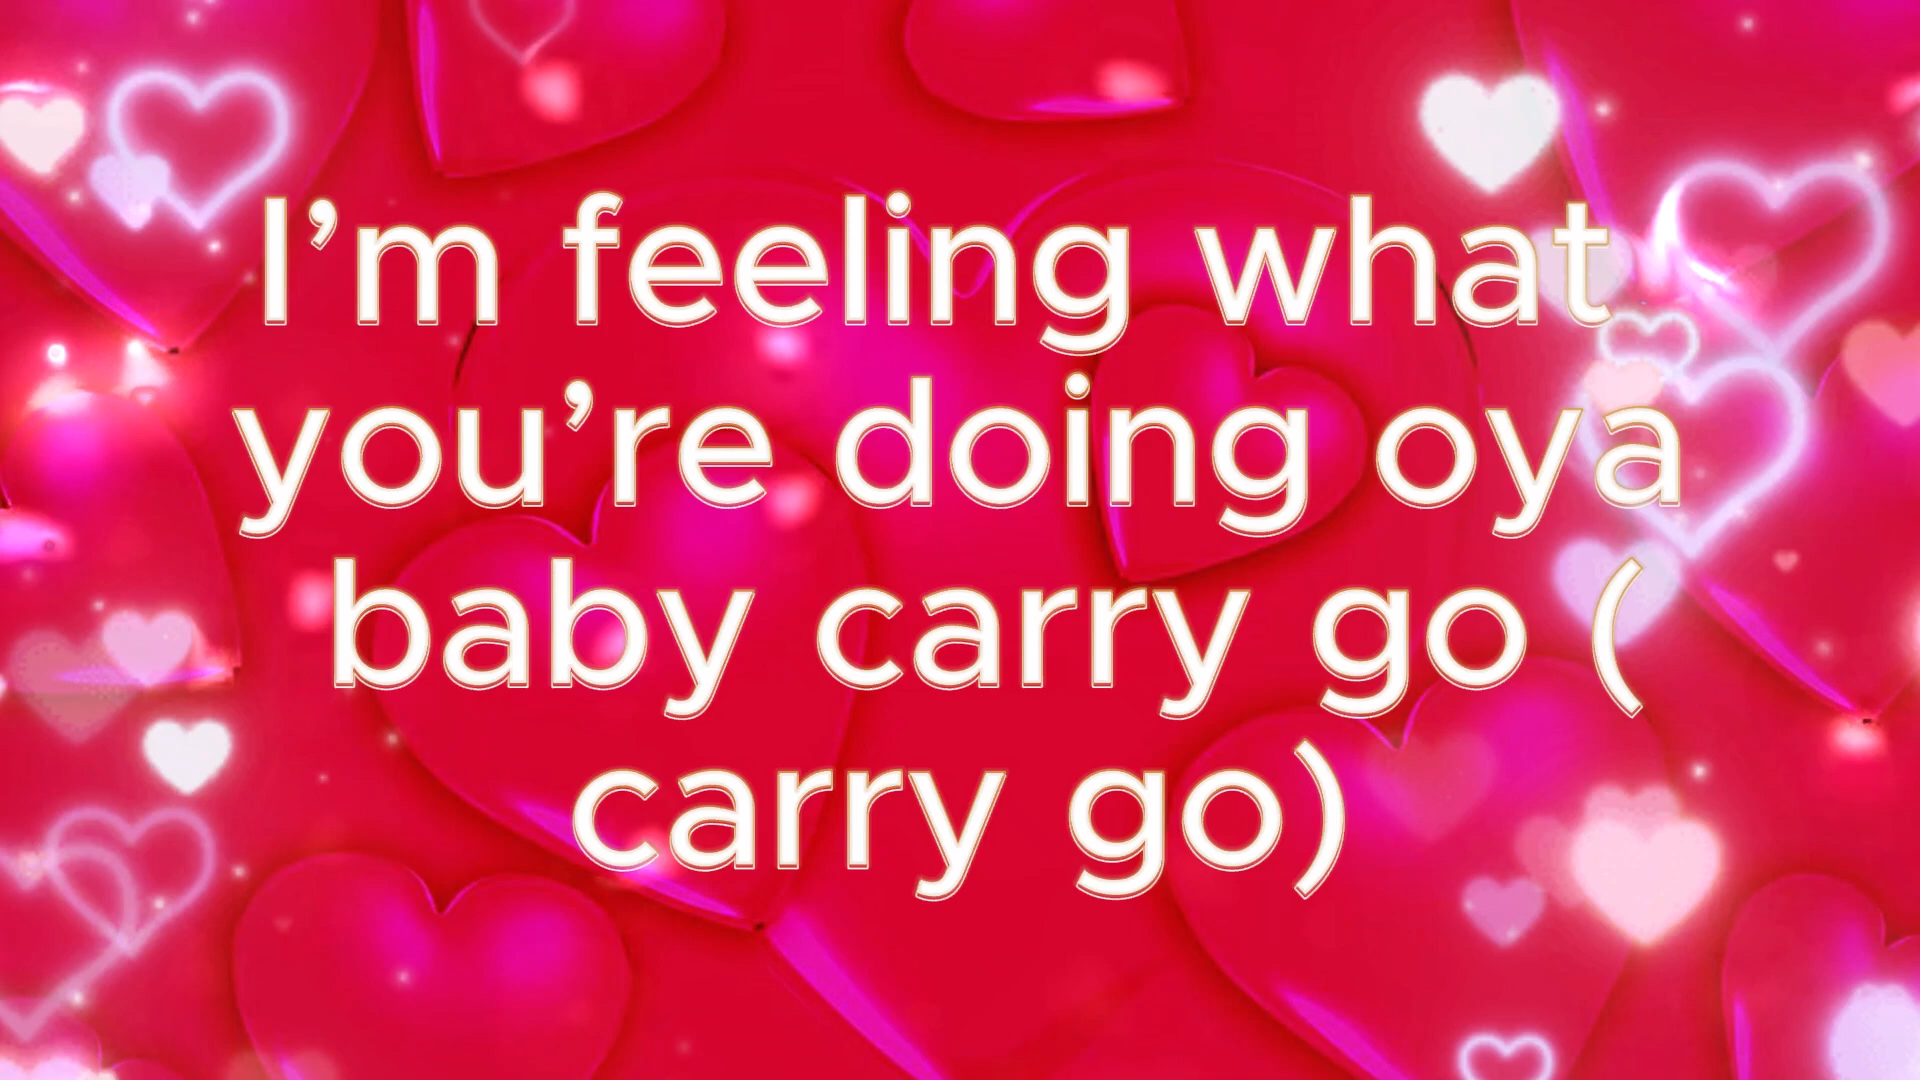 I’m feeling what
you’re doing oya
baby carry go (
carry go)